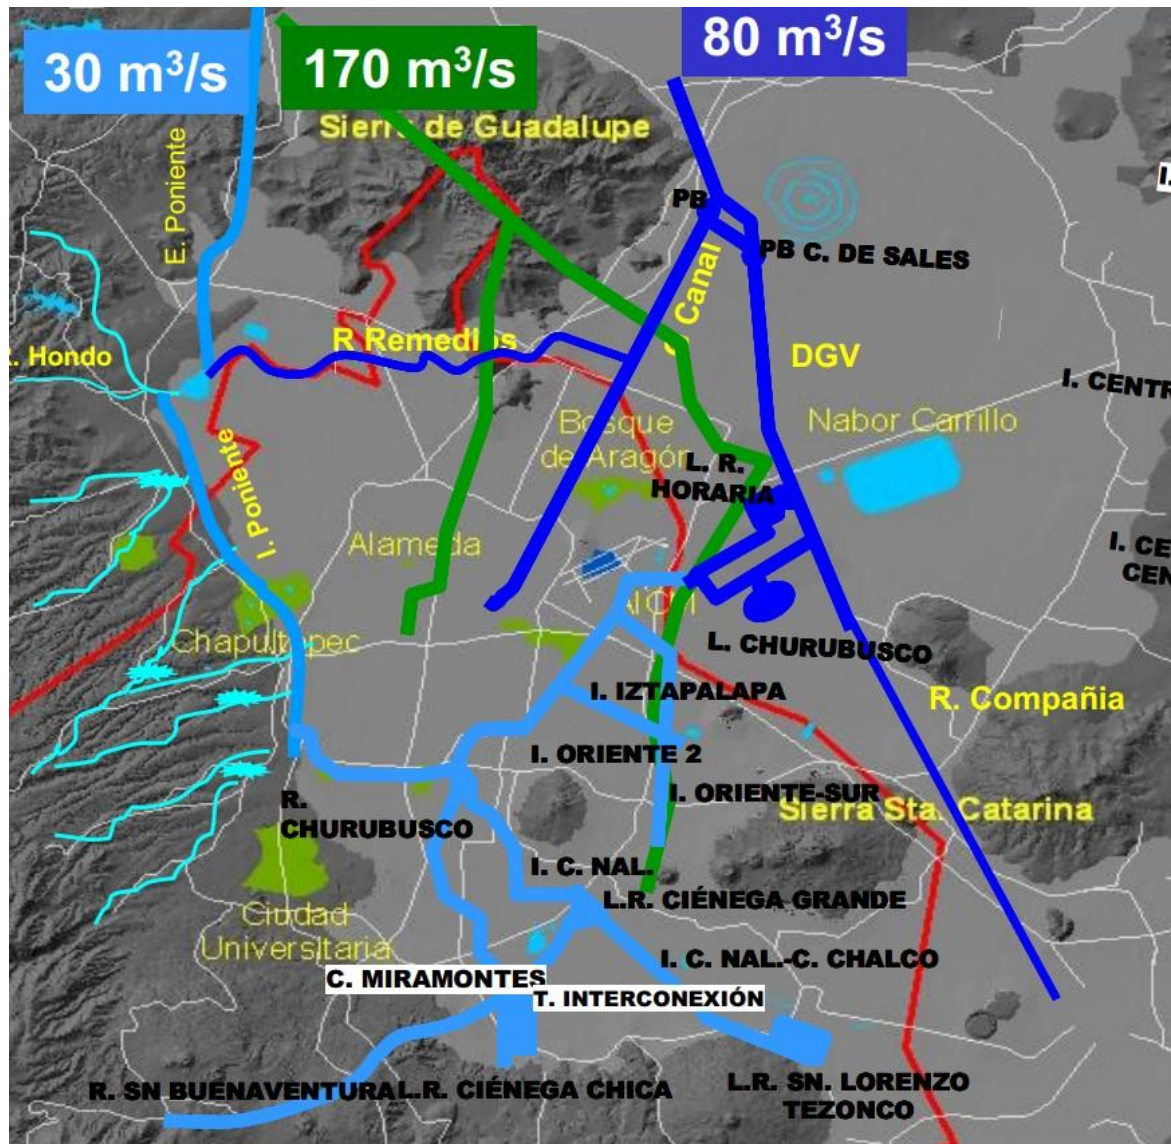 30 m³/s
170 m³/s
80 m³/s
Sierra de Guadalupe
E. Poniente
PB
PB C. DE SALES
Canal
R Remedios
Hondo
DGV
I. CENTR
Nabor Carrillo
Bosque
de Aragón
L. R.
HORARIA
I. Poniente
Alameda
I. CE
CEN
AICM
Chapultepec
L. CHURUBUSCO
I. IZTAPALAPA
R. Compañia
I. ORIENTE 2
I. ORIENTE-SUR
Sierra Sta. Catarina
R.
CHURUBUSCO
I. C. NAL.
L.R. CIÉNEGA GRANDE
Ciudad
Universitaria
I. C. NAL.-C. CHALCO
C. MIRAMONTES
T. INTERCONEXIÓN
R. SN BUENAVENTURA
L.R. CIÉNEGA CHICA
L.R. SN. LORENZO
TEZONCO